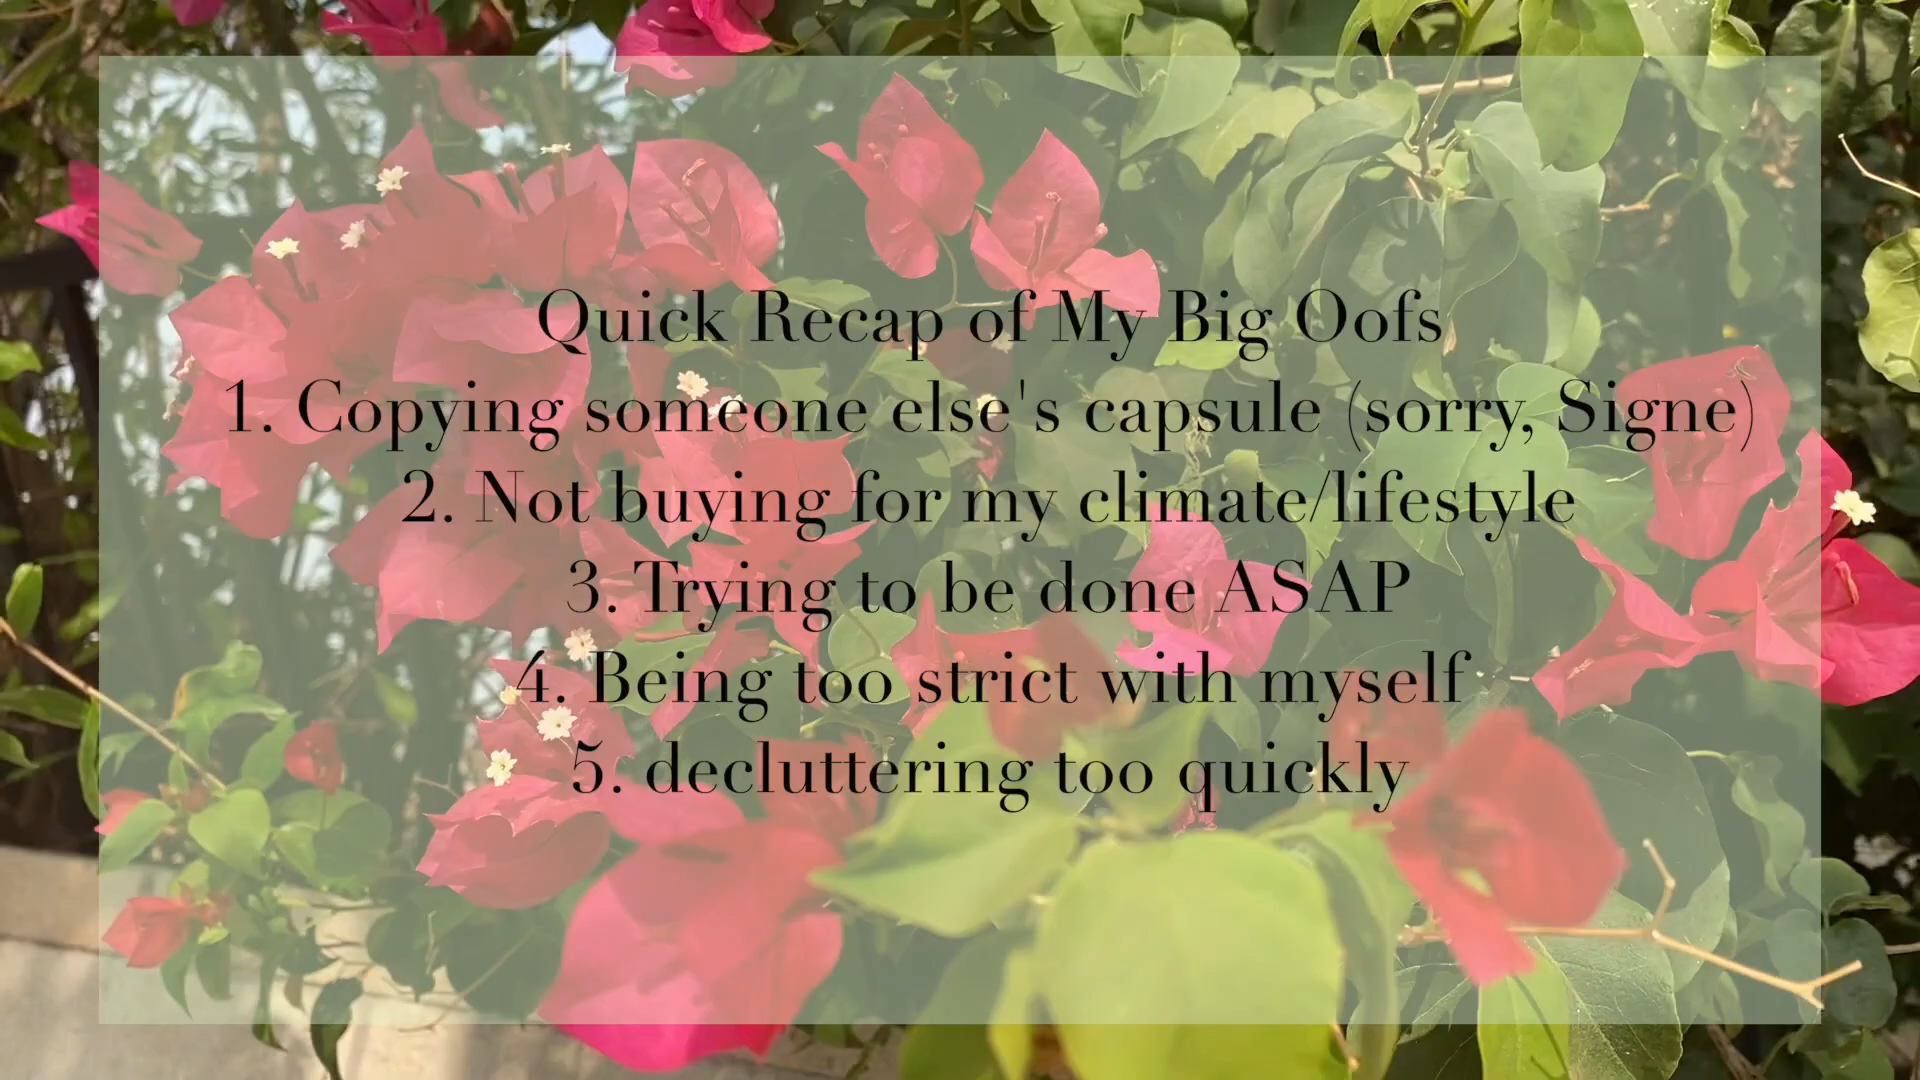 Quick Recap of My Big Oofs
1. Copying someone else's capsule (sorry, Signe)
2. Not buying for my climate/lifestyle
3. Trying to be done ASAP
4. Being too strict with myself
5. decluttering too quickly